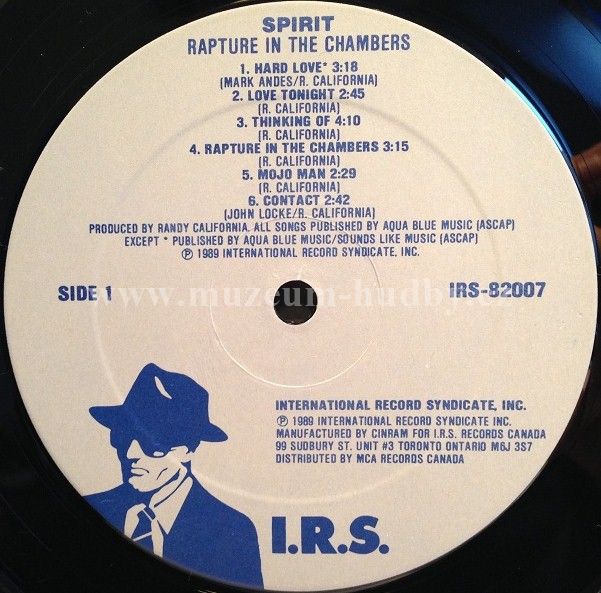 SPIRIT
RAPTURE IN THE CHAMBERS
1. HARD LOVE* 3:18
(MARK ANDES/R. CALIFORNIA)
2. LOVE TONIGHT 2:45
(R. CALIFORNIA)
3. THINKING OF 4:10
(R. CALIFORNIA)
4. RAPTURE IN THE CHAMBERS 3:15
(R. CALIFORNIA)
5. MOJO MAN 2:29
(R. CALIFORNIA)
6. CONTACT 2:42
(JOHN LOCKE/R. CALIFORNIA)
PRODUCED BY RANDY CALIFORNIA. ALL SONGS PUBLISHED BY AQUA BLUE MUSIC (ASCAP)
EXCEPT * PUBLISHED BY AQUA BLUE MUSIC/SOUNDS LIKE MUSIC (ASCAP)
℗ 1989 INTERNATIONAL RECORD SYNDICATE, INC.
SIDE 1
IRS-82007
www.muzeum-hudby.cz
INTERNATIONAL RECORD SYNDICATE, INC.
℗ 1989 INTERNATIONAL RECORD SYNDICATE INC.
MANUFACTURED BY CINRAM FOR I.R.S. RECORDS CANADA
99 SUDBURY ST. UNIT #3 TORONTO ONTARIO M6J 3S7
DISTRIBUTED BY MCA RECORDS CANADA
I.R.S.